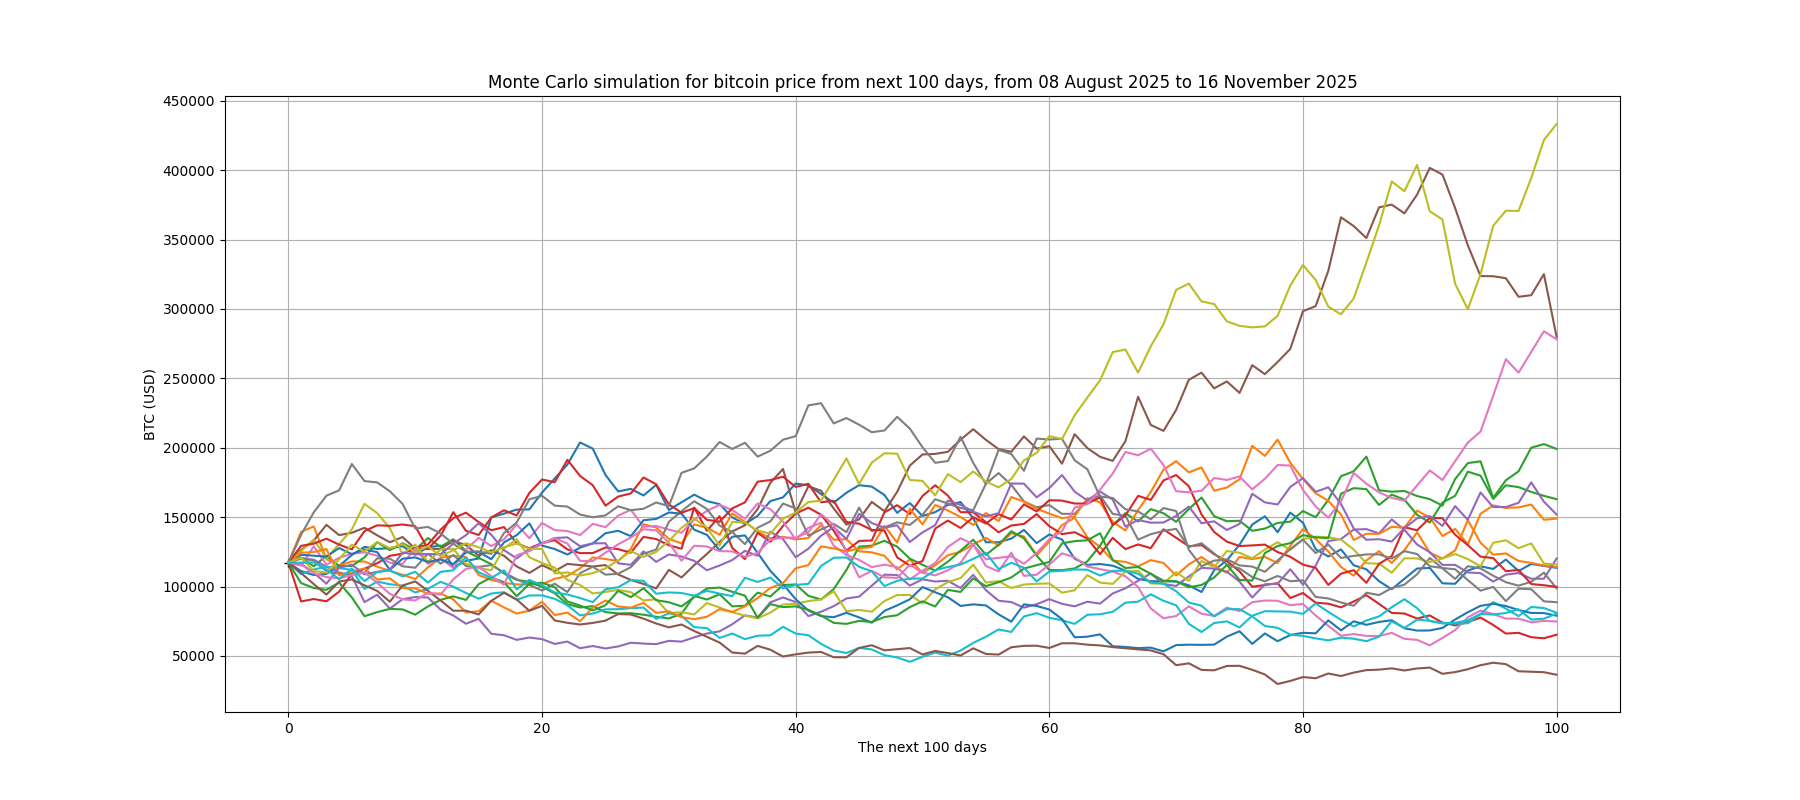 Monte Carlo simulation for bitcoin price from next 100 days, from 08 August 2025 to 16 November 2025
450000
400000
350000
300000
250000
200000
150000
100000
50000
BTC (USD)
0 20 40 60 80 100
The next 100 days